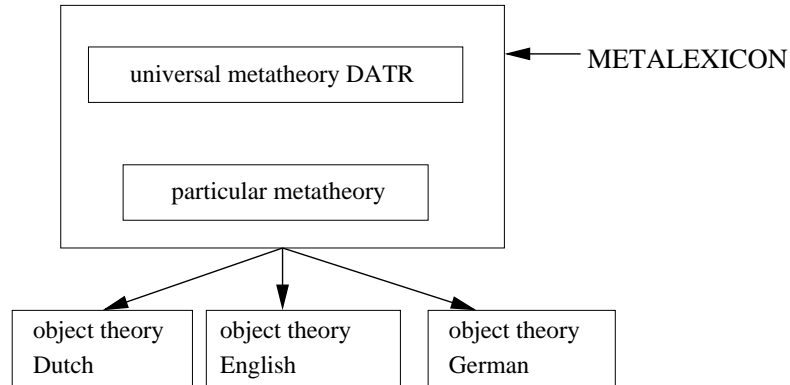 universal metatheory DATR
METALEXICON
particular metatheory
object theory
Dutch
object theory
English
object theory
German